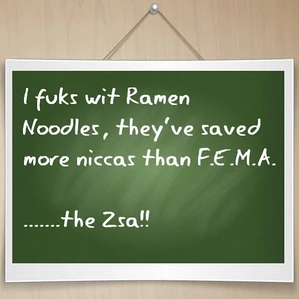 I fuks wit Ramen
Noodles, they've saved
more niccas than F.E.M.A.
.......the Zsa!!